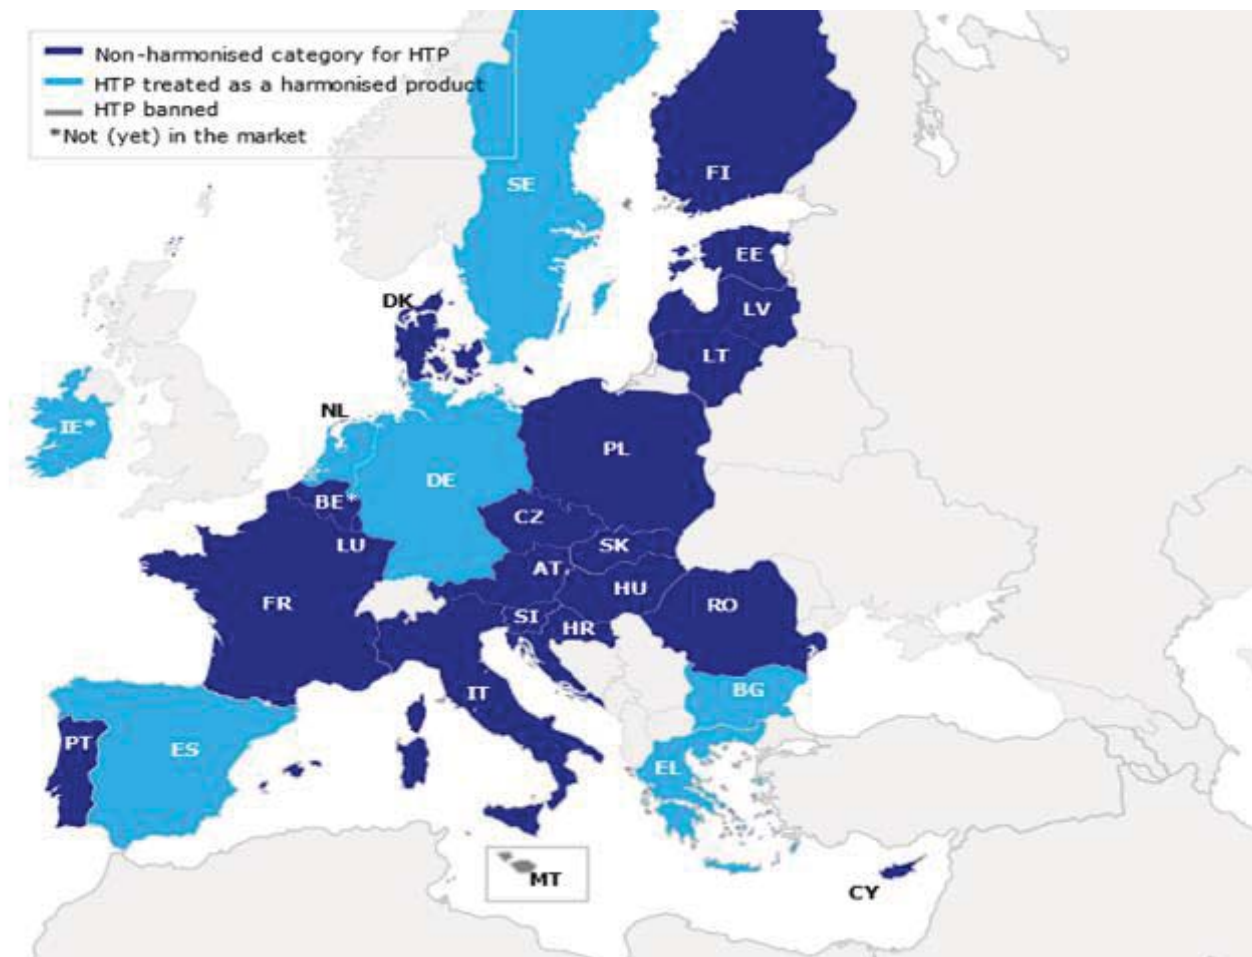 Non-harmonised category for HTP
HTP treated as a harmonised product
HTP banned
*Not (yet) in the market
FI
SE
EE
DK
LV
LT
NL
IE*
PL
DE
BE*
CZ
LU
SK
AT
HU
FR
RO
SI
HR
IT
BG
PT
ES
EL
MT
CY